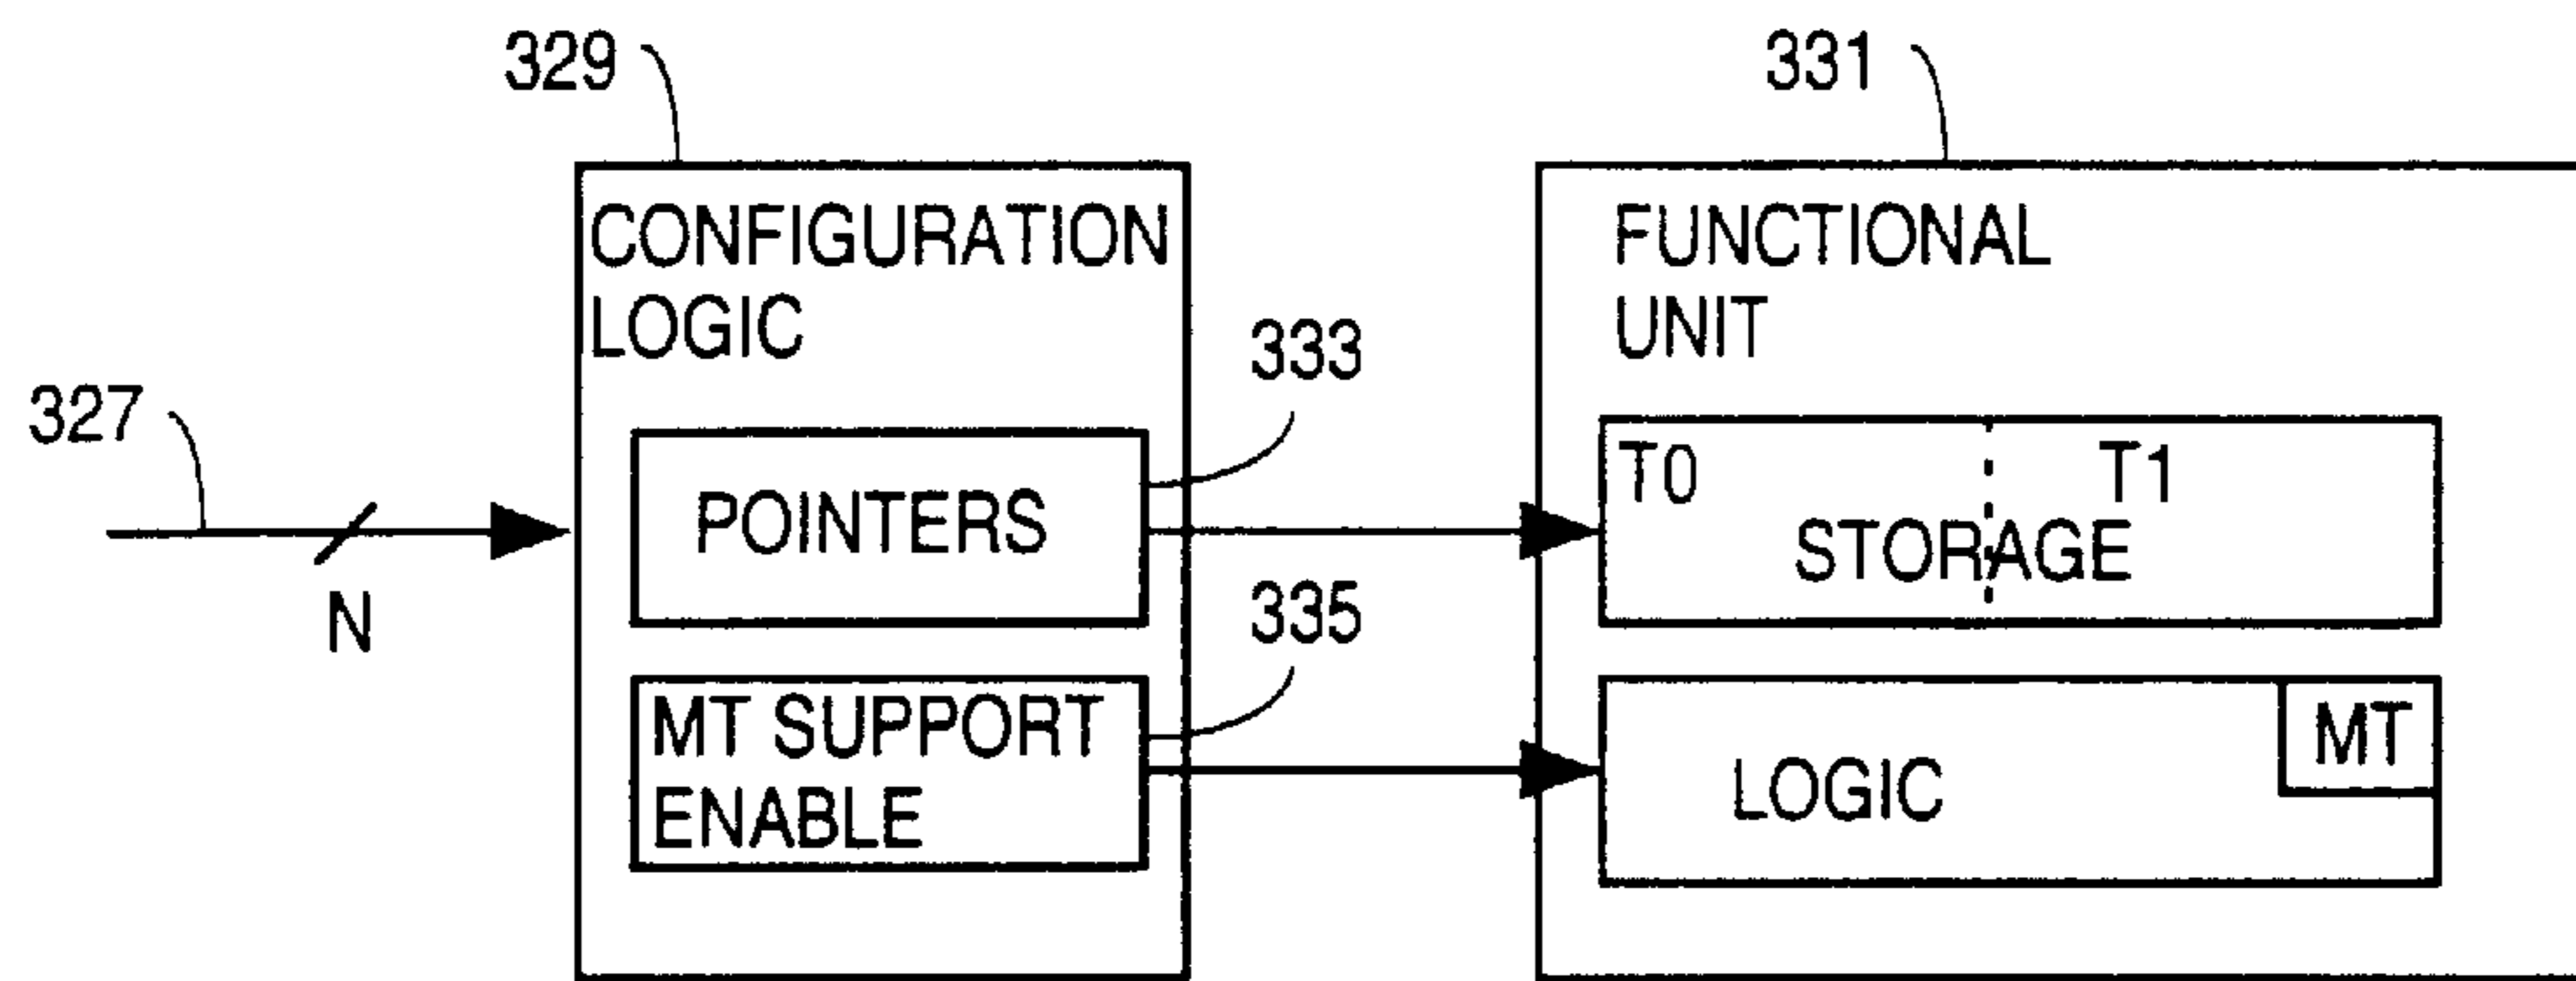 329
331
CONFIGURATION
LOGIC
FUNCTIONAL
UNIT
333
327
POINTERS
T0
T1
STORAGE
N
335
MT SUPPORT
ENABLE
MT
LOGIC